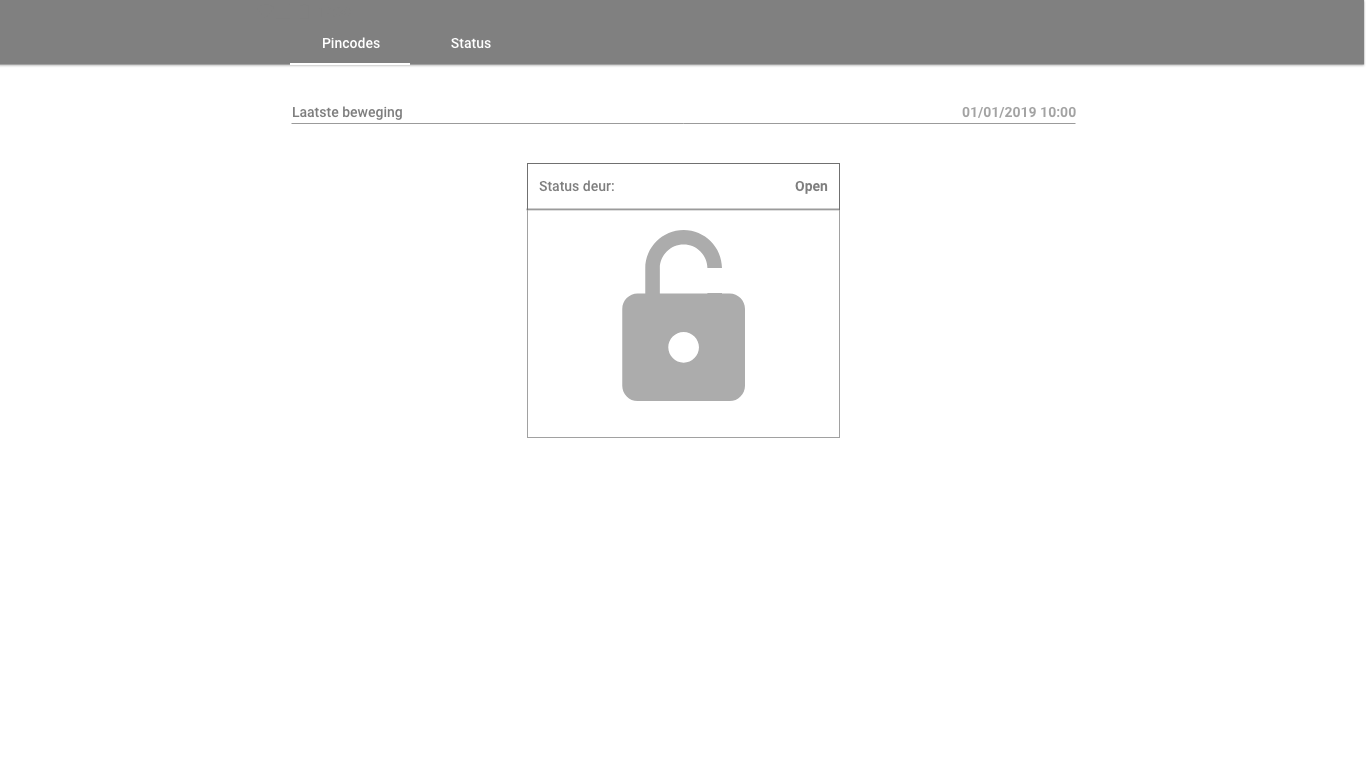 Pincodes Status
Laatste beweging 01/01/2019 10:00
Status deur: Open